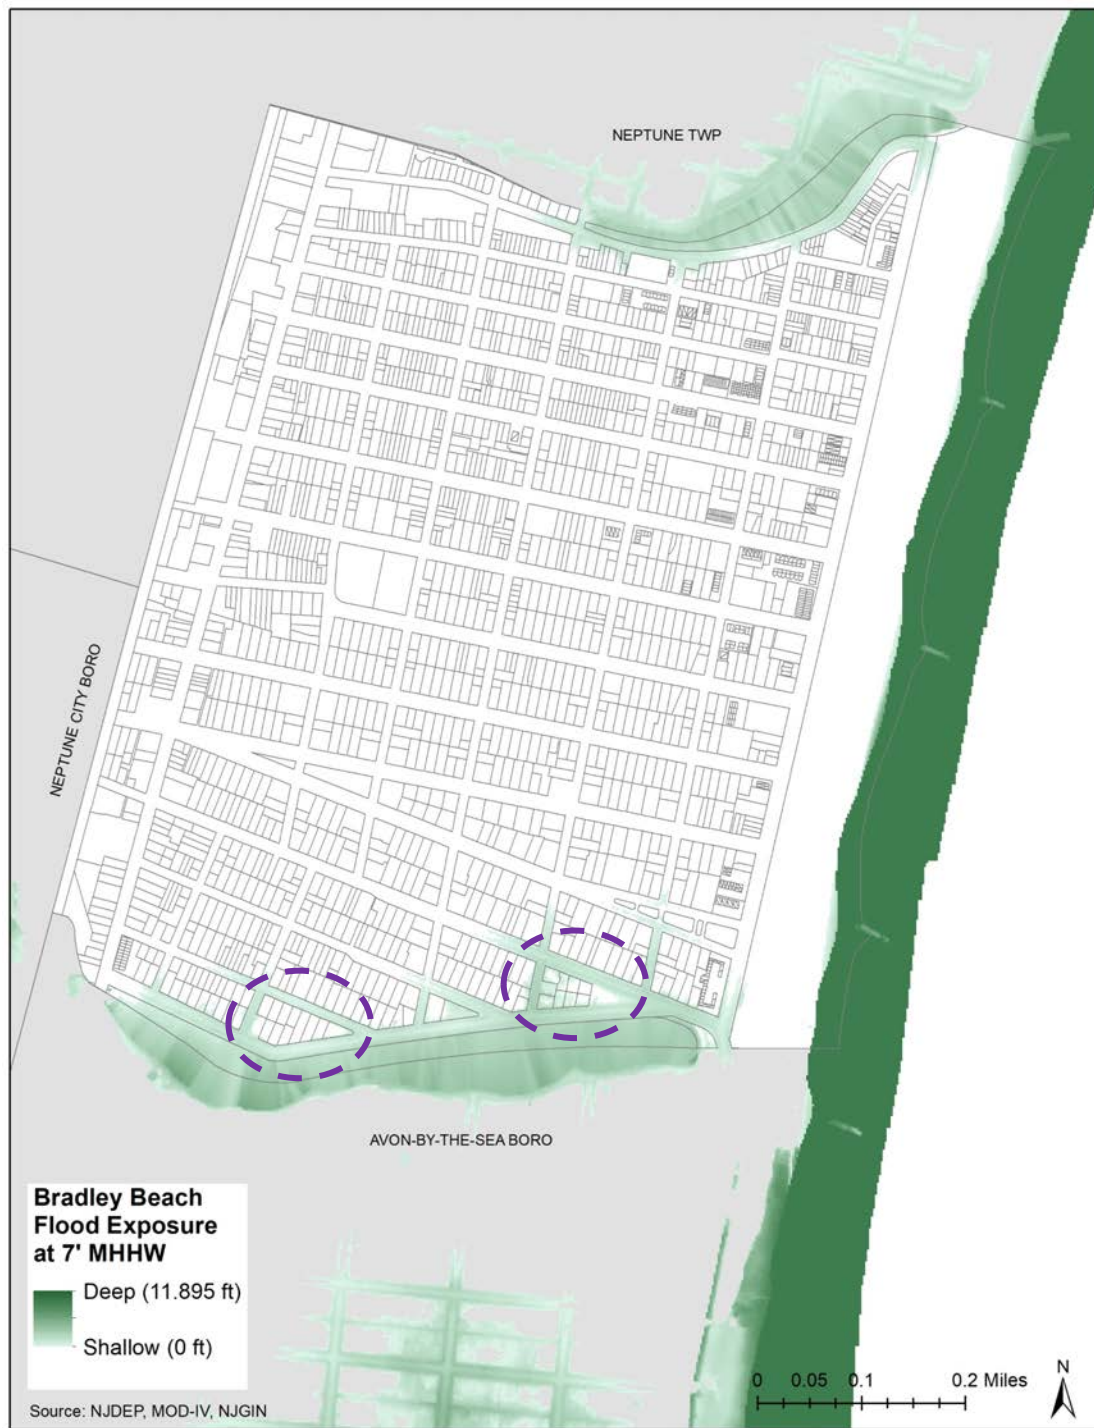 NEPTUNE TWP
NEPTUNE CITY BORO
AVON-BY-THE-SEA BORO
Bradley Beach
Flood Exposure
at 7' MHHW
Deep (11.895 ft)
Shallow (0 ft)
Source: NJDEP, MOD-IV, NJGIN
0 0.05 0.1 0.2 Miles
N